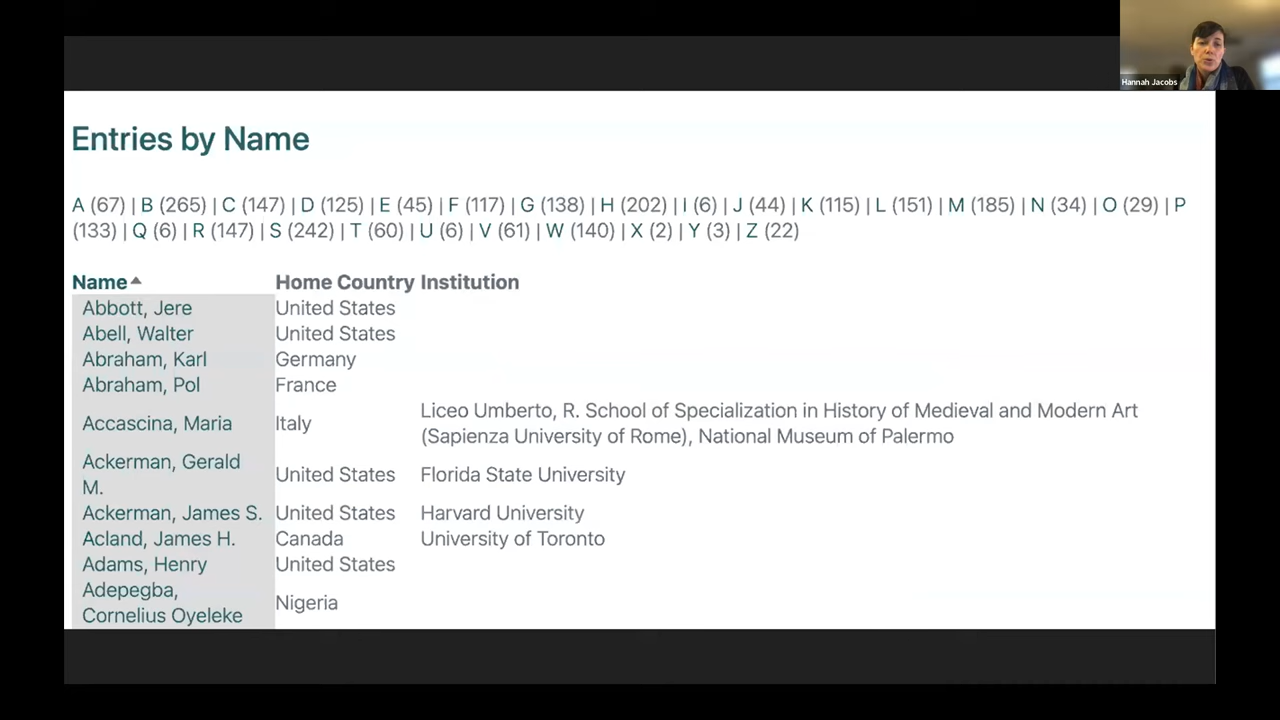 Hannah Jacobs
Entries by Name
A (67) | B (265) | C (147) | D (125) | E (45) | F (117) | G (138) | H (202) | I (6) | J (44) | K (115) | L (151) | M (185) | N (34) | O (29) | P
(133) | Q (6) | R (147) | S (242) | T (60) | U (6) | V (61) | W (140) | X (2) | Y (3) | Z (22)
Name Home Country Institution
Abbott, Jere United States
Abell, Walter United States
Abraham, Karl Germany
Abraham, Pol France
Accascina, Maria Italy Liceo Umberto, R. School of Specialization in History of Medieval and Modern Art
(Sapienza University of Rome), National Museum of Palermo
Ackerman, Gerald
M. United States Florida State University
Ackerman, James S. United States Harvard University
Acland, James H. Canada University of Toronto
Adams, Henry United States
Adepegba,
Cornelius Oyeleke Nigeria